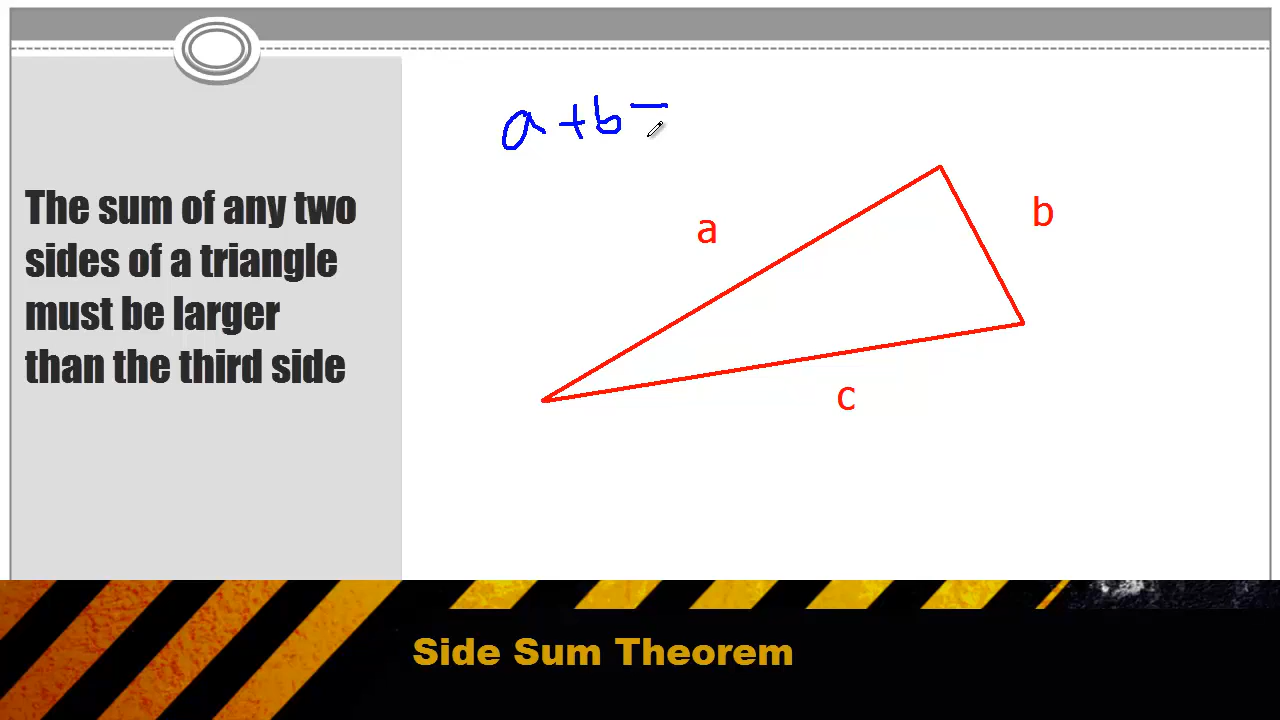 a + b —
The sum of any two
sides of a triangle
must be larger
than the third side
a
b
c
Side Sum Theorem